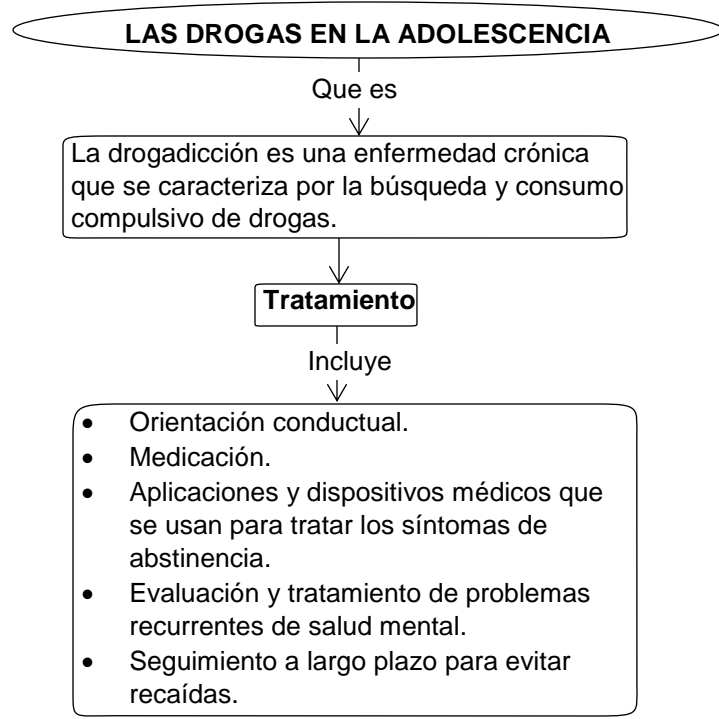 LAS DROGAS EN LA ADOLESCENCIA
Que es
La drogadicción es una enfermedad crónica
que se caracteriza por la búsqueda y consumo
compulsivo de drogas.
Tratamiento
Incluye
• Orientación conductual.
• Medicación.
• Aplicaciones y dispositivos médicos que
se usan para tratar los síntomas de
abstinencia.
• Evaluación y tratamiento de problemas
recurrentes de salud mental.
• Seguimiento a largo plazo para evitar
recaídas.